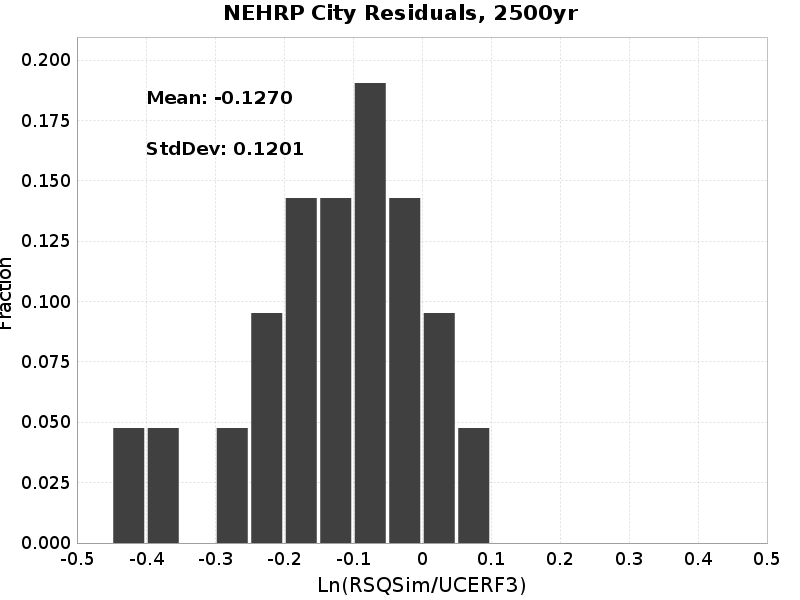 NEHRP City Residuals, 2500yr
Mean: -0.1270
StdDev: 0.1201
Fraction
0.200
0.175
0.150
0.125
0.100
0.075
0.050
0.025
0.000
-0.5 -0.4 -0.3 -0.2 -0.1 0 0.1 0.2 0.3 0.4 0.5
Ln(RSQSim/UCERF3)